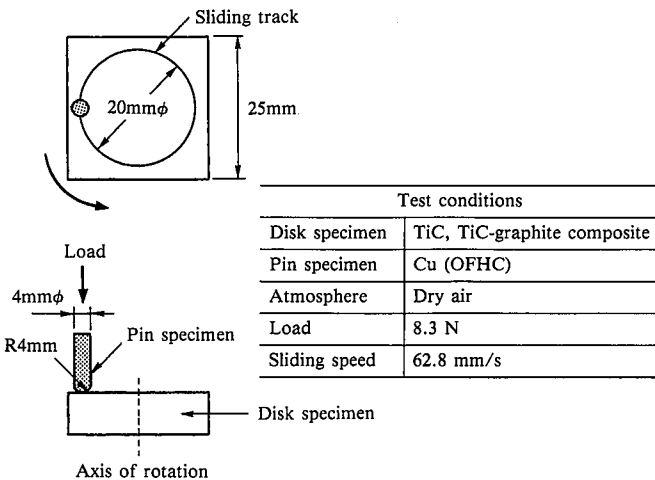 Sliding track
20mmϕ
25mm
Test conditions
Disk specimen TiC, TiC-graphite composite
Pin specimen Cu (OFHC)
Atmosphere Dry air
Load 8.3 N
Sliding speed 62.8 mm/s
Load
4mmϕ
R4mm
Pin specimen
Disk specimen
Axis of rotation